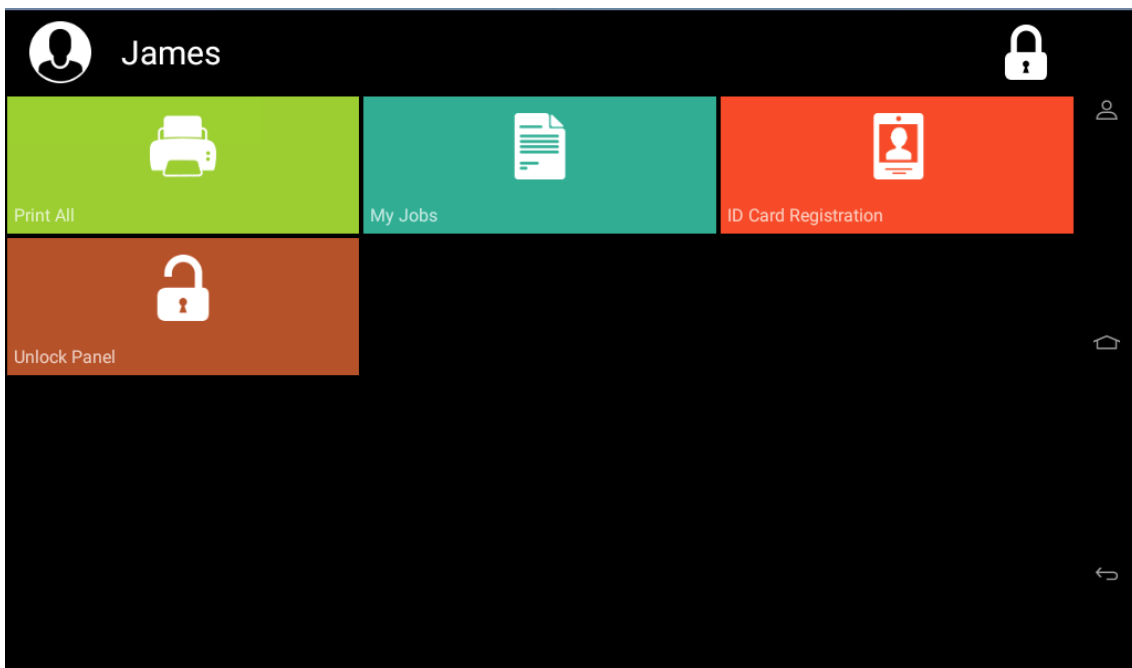 James
Print All
My Jobs
ID Card Registration
Unlock Panel